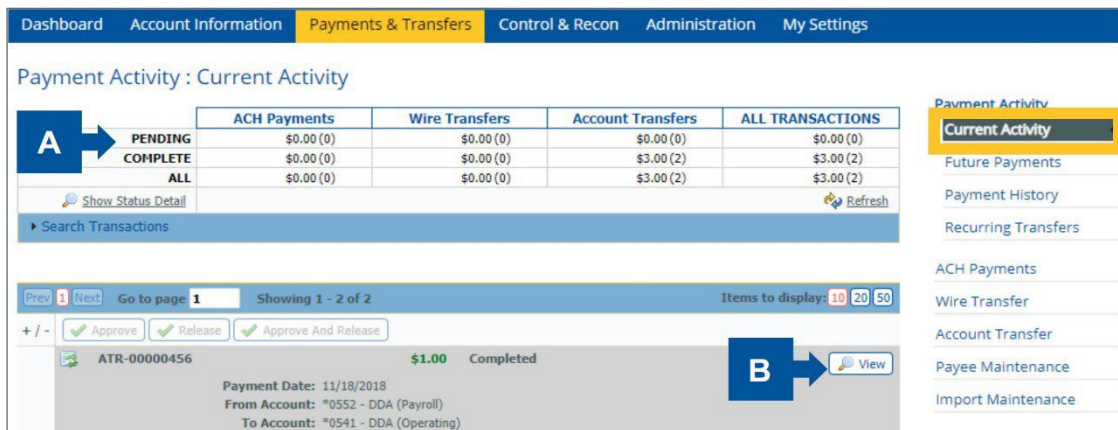 Dashboard Account Information Payments & Transfers Control & Recon Administration My Settings
Payment Activity : Current Activity
ACH Payments Wire Transfers Account Transfers ALL TRANSACTIONS
A PENDING $0.00 (0) $0.00 (0) $0.00 (0) $0.00 (0)
COMPLETE $0.00 (0) $0.00 (0) $3.00 (2) $3.00 (2)
ALL $0.00 (0) $0.00 (0) $3.00 (2) $3.00 (2)
Show Status Detail Refresh
Search Transactions
Prev 1 Next Go to page 1 Showing 1 - 2 of 2 Items to display: 10 20 50
+ / - Approve Release Approve And Release
ATR-00000456 $1.00 Completed B View
Payment Date: 11/18/2018
From Account: *0552 - DDA (Payroll)
To Account: *0541 - DDA (Operating)
Payment Activity
Current Activity
Future Payments
Payment History
Recurring Transfers
ACH Payments
Wire Transfer
Account Transfer
Payee Maintenance
Import Maintenance